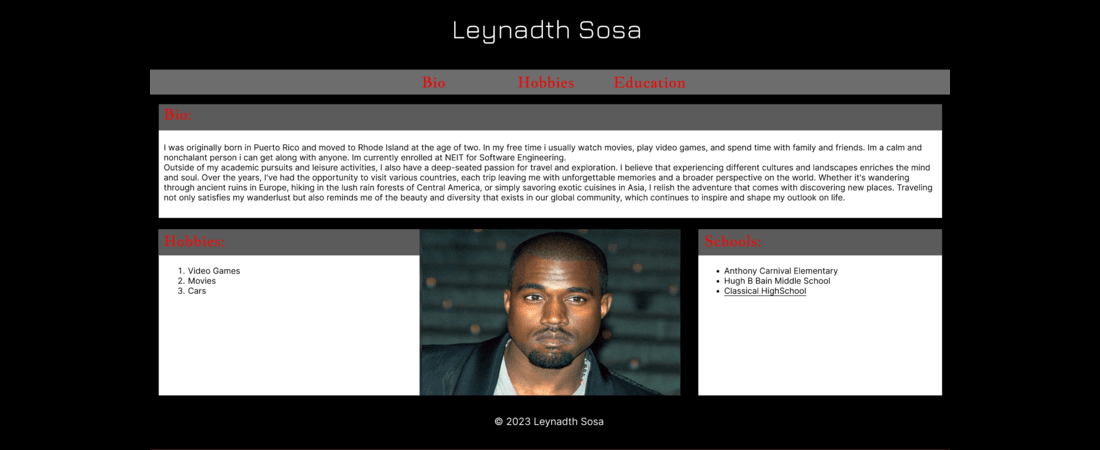 Leynadth Sosa
Bio Hobbies Education
Bio:
I was originally born in Puerto Rico and moved to Rhode Island at the age of two. In my free time i usually watch movies, play video games, and spend time with family and friends. Im a calm and
nonchalant person i can get along with anyone. Im currently enrolled at NEIT for Software Engineering.
Outside of my academic pursuits and leisure activities, I also have a deep-seated passion for travel and exploration. I believe that experiencing different cultures and landscapes enriches the mind
and soul. Over the years, I've had the opportunity to visit various countries, each trip leaving me with unforgettable memories and a broader perspective on the world. Whether it's wandering
through ancient ruins in Europe, hiking in the lush rain forests of Central America, or simply savoring exotic cuisines in Asia, I relish the adventure that comes with discovering new places. Traveling
not only satisfies my wanderlust but also reminds me of the beauty and diversity that exists in our global community, which continues to inspire and shape my outlook on life.
Hobbies:
1. Video Games
2. Movies
3. Cars
Schools:
• Anthony Carnival Elementary
• Hugh B Bain Middle School
• Classical HighSchool
© 2023 Leynadth Sosa